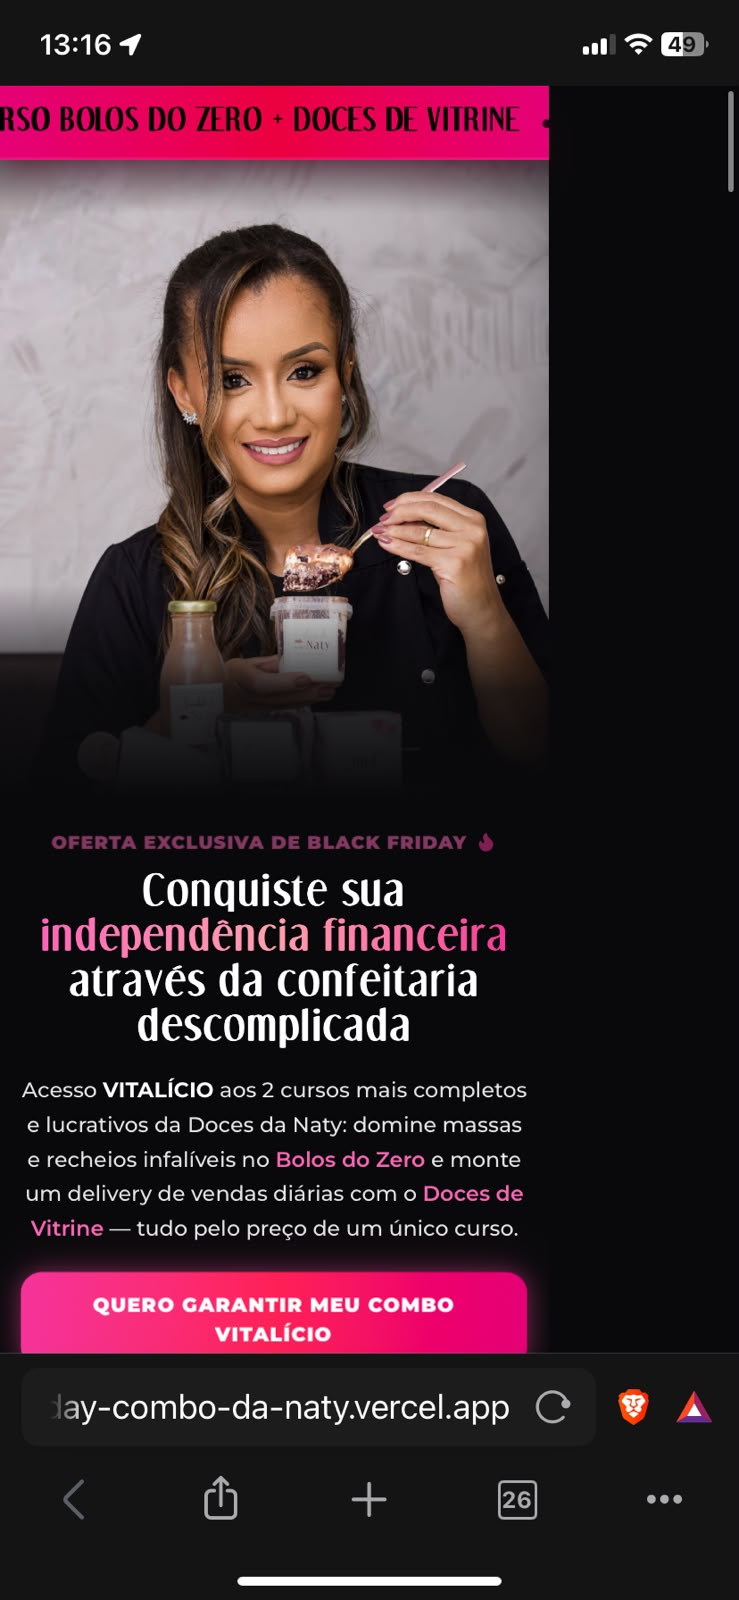 13:16
49
RSO BOLOS DO ZERO + DOCES DE VITRINE •
Naty
OFERTA EXCLUSIVA DE BLACK FRIDAY
Conquiste sua
independência financeira
através da confeitaria
descomplicada
Acesso VITALÍCIO aos 2 cursos mais completos
e lucrativos da Doces da Naty: domine massas
e recheios infalíveis no Bolos do Zero e monte
um delivery de vendas diárias com o Doces de
Vitrine — tudo pelo preço de um único curso.
QUERO GARANTIR MEU COMBO
VITALÍCIO
day-combo-da-naty.vercel.app
26